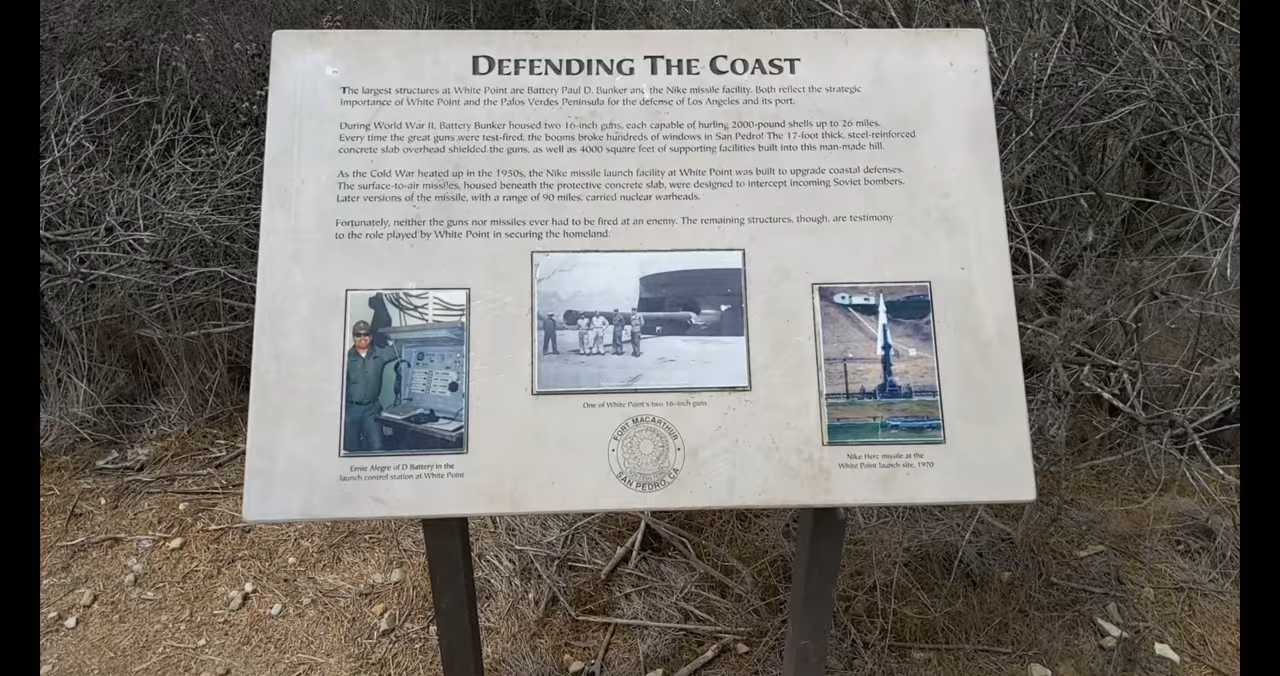 DEFENDING THE COAST
The largest structures at White Point are Battery Paul D. Bunker and the Nike missile facility. Both reflect the strategic
importance of White Point and the Palos Verdes Peninsula for the defense of Los Angeles and its port.
During World War II, Battery Bunker housed two 16-inch guns, each capable of hurling 2000-pound shells up to 26 miles.
Every time the great guns were test-fired, the booms broke hundreds of windows in San Pedro! The 17-foot thick, steel-reinforced
concrete slab overhead shielded the guns, as well as 4000 square feet of supporting facilities built into this man-made hill.
As the Cold War heated up in the 1950s, the Nike missile launch facility at White Point was built to upgrade coastal defenses.
The surface-to-air missiles, housed beneath the protective concrete slab, were designed to intercept incoming Soviet bombers.
Later versions of the missile, with a range of 90 miles, carried nuclear warheads.
Fortunately, neither the guns nor missiles ever had to be fired at an enemy. The remaining structures, though, are testimony
to the role played by White Point in securing the homeland.
One of White Point's two 16-inch guns
Ernie Alegre of D Battery in the
launch control station at White Point
FORT MACARTHUR
SAN PEDRO, CA
Nike Herc missile at the
White Point launch site, 1970